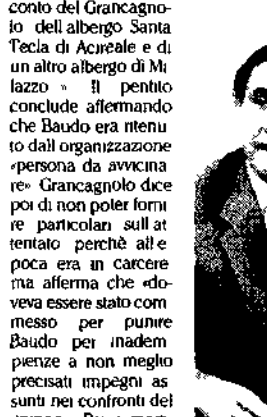 conto del Grancagno-
lo dell albergo Santa
Tecla di Acireale e di
un altro albergo di Mi
lazzo » Il pentito
conclude affermando
che Baudo era ritenu
to dall organizzazione
«persona da avvicina
re» Grancagnolo dice
poi di non poter forni
re particolari sull at
tentato perchè all e
poca era in carcere
ma afferma che «do-
veva essere stato com
messo per punire
Baudo per inadem
pienze a non meglio
precisati impegni as
sunti nei confronti del